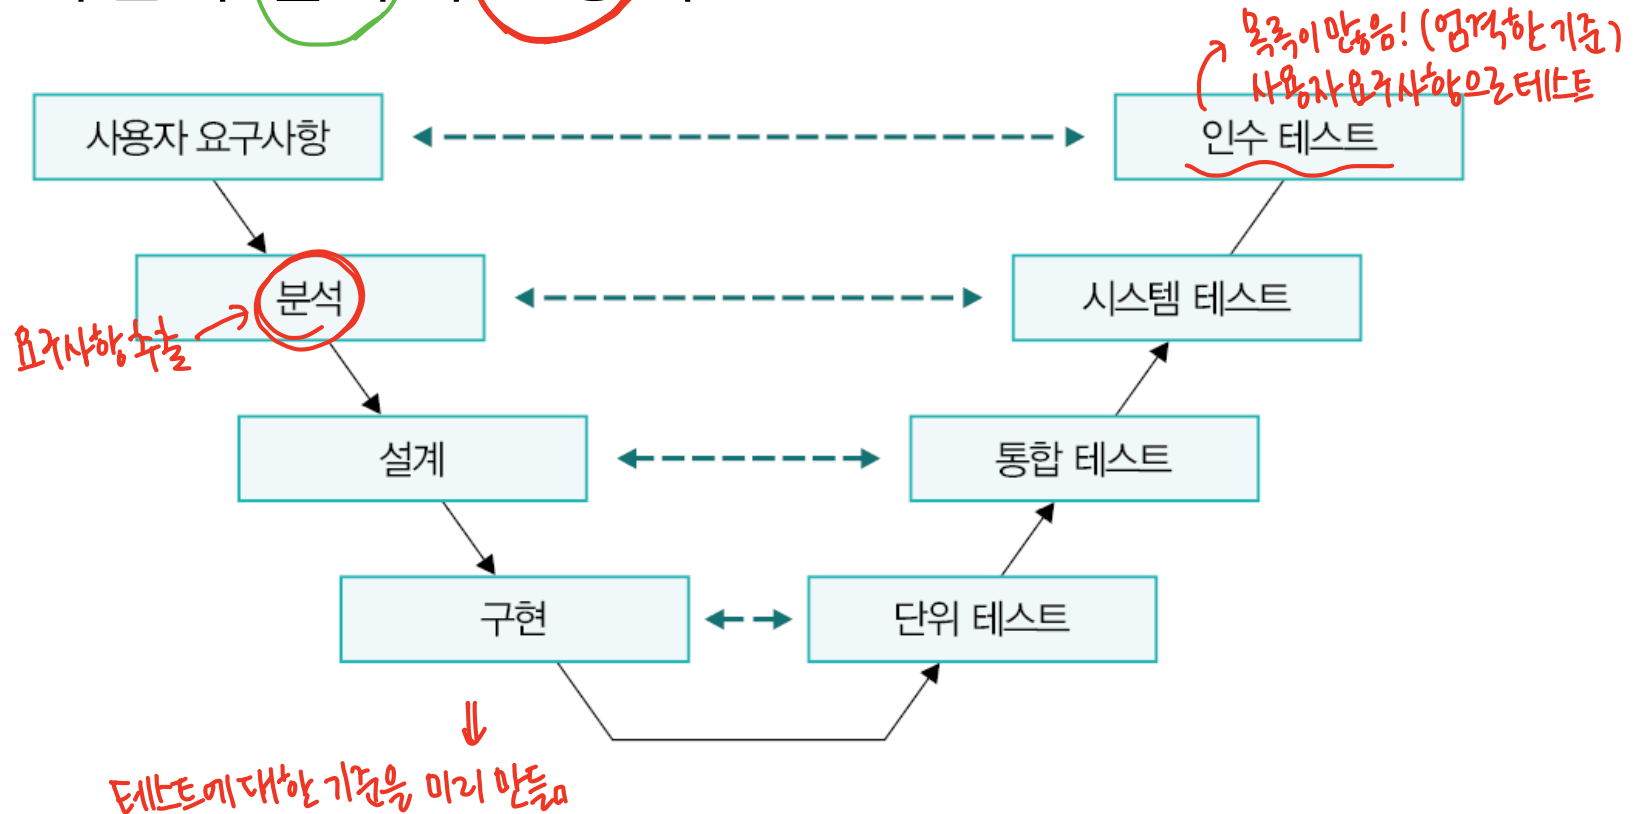 목록이 많음! (엄격한 기준)
사용자 요구사항으로 테스트
사용자 요구사항
인수 테스트
분석
시스템 테스트
요구사항 추출
설계
통합 테스트
구현
단위 테스트
테스트에 대한 기준을 미리 만듦